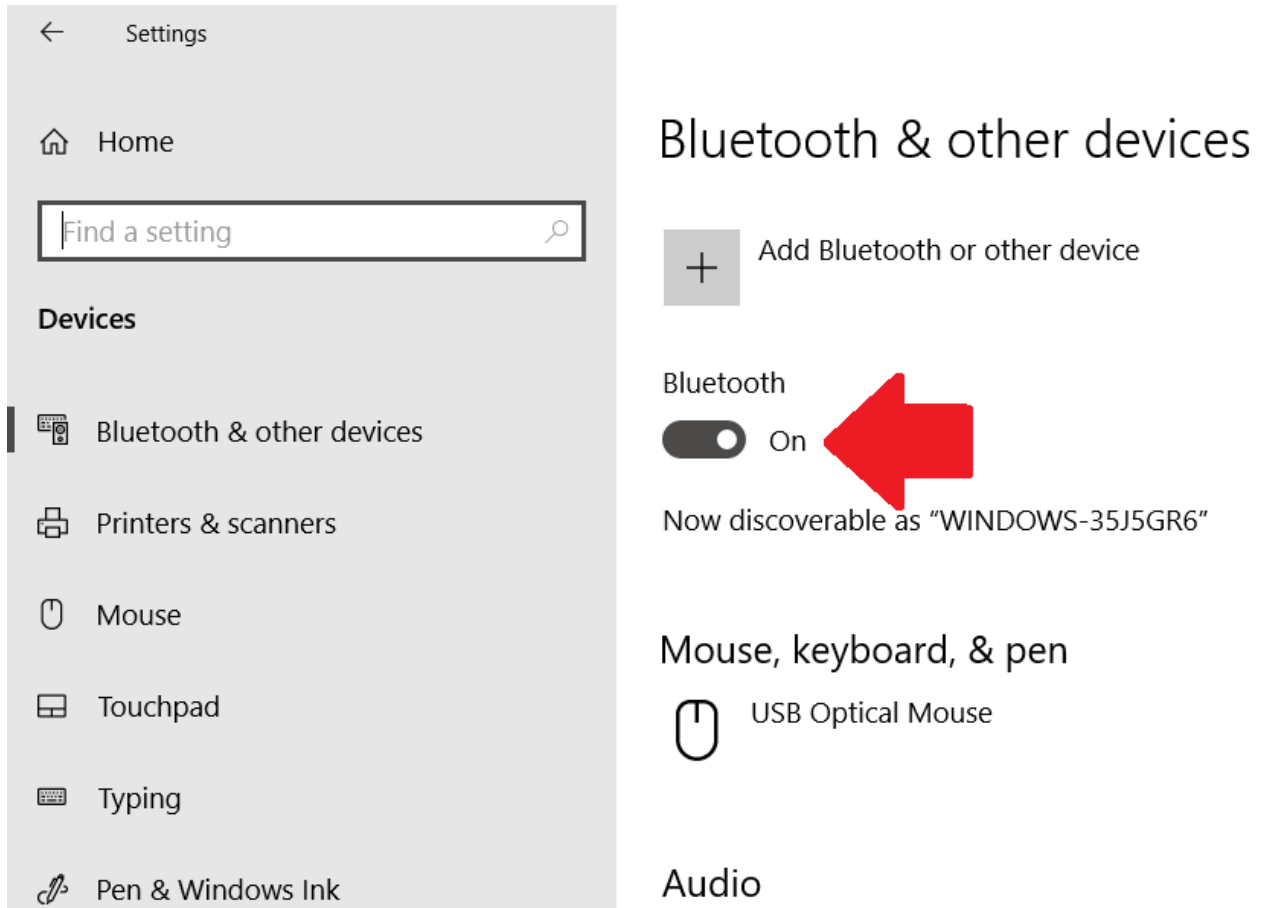 Settings
Home
Find a setting
Devices
Bluetooth & other devices
Printers & scanners
Mouse
Touchpad
Typing
Pen & Windows Ink
Bluetooth & other devices
Add Bluetooth or other device
Bluetooth
On
Now discoverable as “WINDOWS-35J5GR6”
Mouse, keyboard, & pen
USB Optical Mouse
Audio